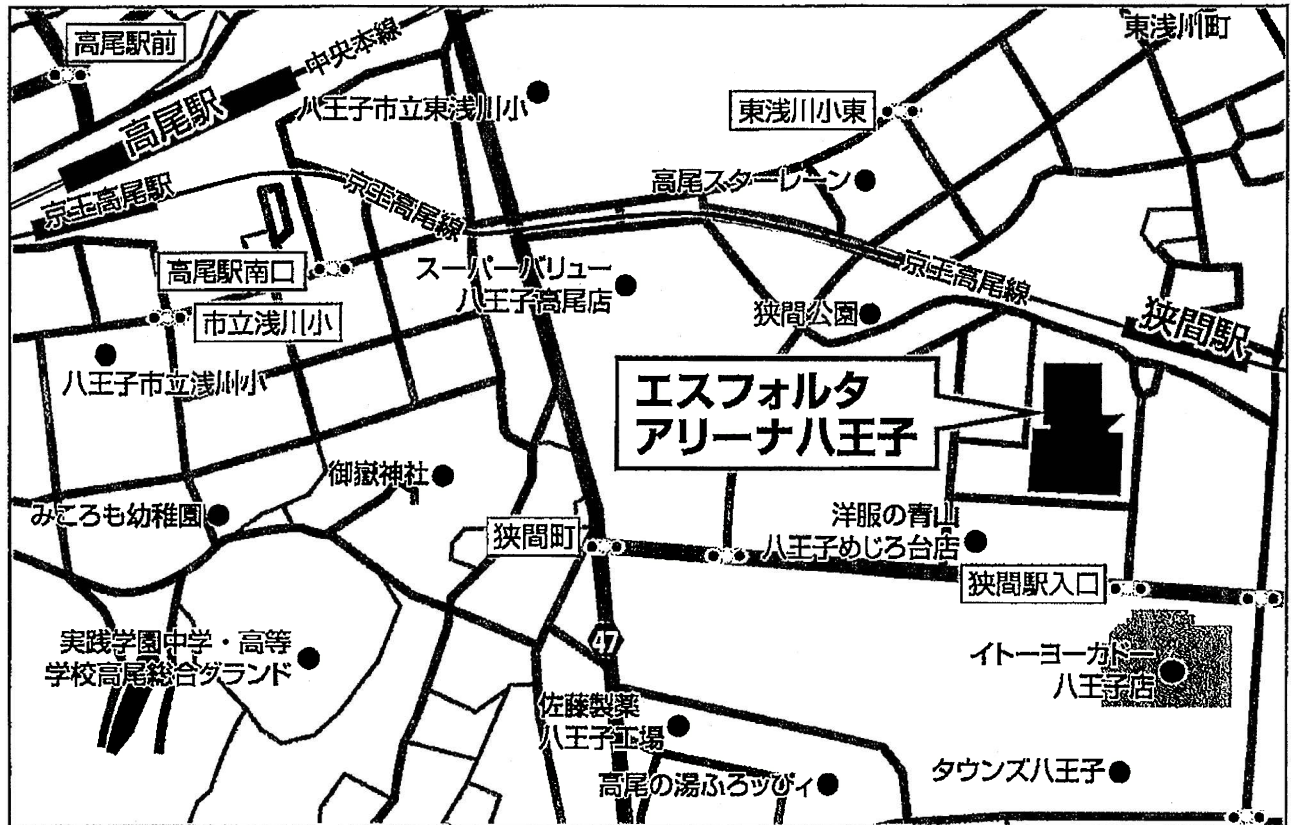 高尾駅前
中央本線
東浅川町
高尾駅
八王子市立東浅川小
東浅川小東
京王高尾駅
京王高尾線
高尾スターレーン
高尾駅南口
スーパーバリュー
八王子高尾店
京王高尾線
市立浅川小
狭間公園
狭間駅
八王子市立浅川小
エスフォルタ
アリーナ八王子
御嶽神社
みころも幼稚園
狭間町
洋服の青山
八王子めじろ台店
狭間駅入口
47
実践学園中学・高等
学校高尾総合グランド
イトーヨーカドー
八王子店
佐藤製薬
八王子工場
高尾の湯ふろッぴィ
タウンズ八王子